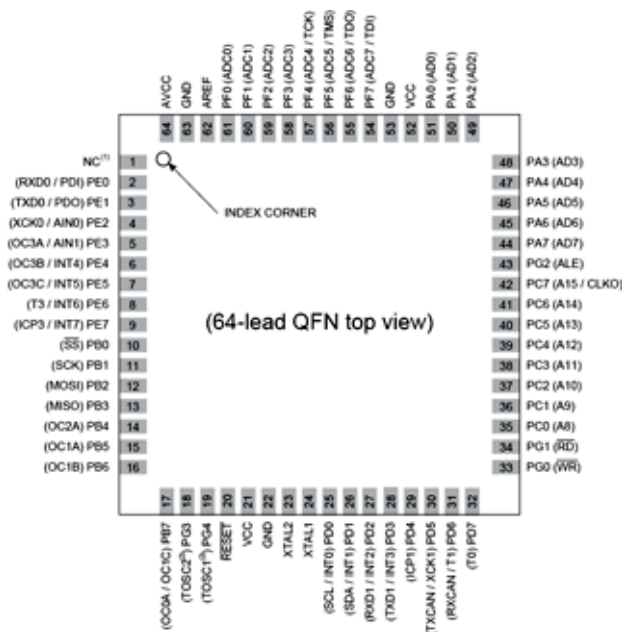 AVCC
GND
AREF
PF0 (ADC0)
PF1 (ADC1)
PF2 (ADC2)
PF3 (ADC3)
PF4 (ADC4 / TCK)
PF5 (ADC5 / TMS)
PF6 (ADC6 / TDO)
PF7 (ADC7 / TDI)
GND
VCC
PA0 (AD0)
PA1 (AD1)
PA2 (AD2)
64
63
62
61
60
59
58
57
56
55
54
53
52
51
50
49
NC(1) 1
(RXD0 / PDI) PE0 2
(TXD0 / PDO) PE1 3
(XCK0 / AIN0) PE2 4
(OC3A / AIN1) PE3 5
(OC3B / INT4) PE4 6
(OC3C / INT5) PE5 7
(T3 / INT6) PE6 8
(ICP3 / INT7) PE7 9
(SS) PB0 10
(SCK) PB1 11
(MOSI) PB2 12
(MISO) PB3 13
(OC2A) PB4 14
(OC1A) PB5 15
(OC1B) PB6 16
INDEX CORNER
(64-lead QFN top view)
48 PA3 (AD3)
47 PA4 (AD4)
46 PA5 (AD5)
45 PA6 (AD6)
44 PA7 (AD7)
43 PG2 (ALE)
42 PC7 (A15 / CLKO)
41 PC6 (A14)
40 PC5 (A13)
39 PC4 (A12)
38 PC3 (A11)
37 PC2 (A10)
36 PC1 (A9)
35 PC0 (A8)
34 PG1 (RD)
33 PG0 (WR)
17
18
19
20
21
22
23
24
25
26
27
28
29
30
31
32
(OC0A / OC1C) PB7
(TOSC2(2)) PG3
(TOSC1(2)) PG4
RESET
VCC
GND
XTAL2
XTAL1
(SCL / INT0) PD0
(SDA / INT1) PD1
(RXD1 / INT2) PD2
(TXD1 / INT3) PD3
(ICP1) PD4
(TXCAN / XCK1) PD5
(RXCAN / T1) PD6
(T0) PD7